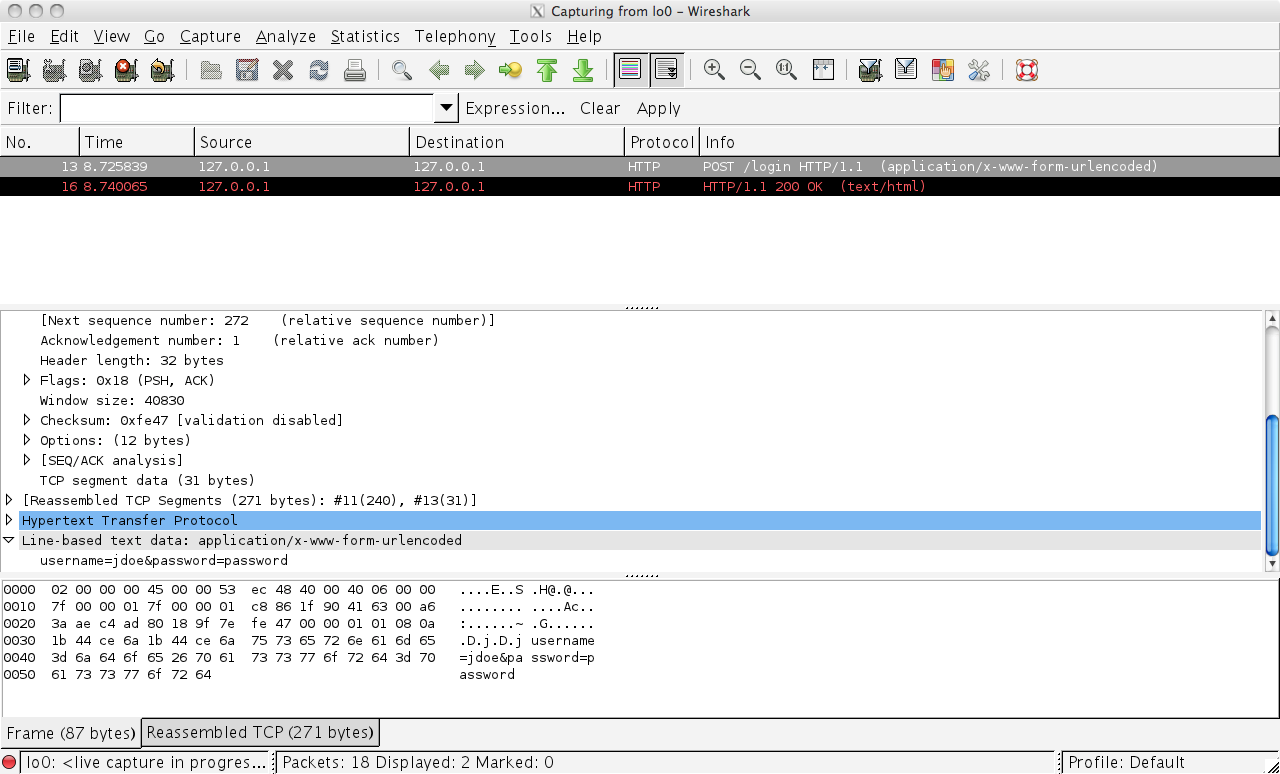 Capturing from lo0 – Wireshark
File Edit View Go Capture Analyze Statistics Telephony Tools Help
Filter: Expression... Clear Apply
No. Time Source Destination Protocol Info
13 8.725839 127.0.0.1 127.0.0.1 HTTP POST /login HTTP/1.1 (application/x-www-form-urlencoded)
16 8.740065 127.0.0.1 127.0.0.1 HTTP HTTP/1.1 200 OK (text/html)
[Next sequence number: 272 (relative sequence number)]
Acknowledgement number: 1 (relative ack number)
Header length: 32 bytes
Flags: 0x18 (PSH, ACK)
Window size: 40830
Checksum: 0xfe47 [validation disabled]
Options: (12 bytes)
[SEQ/ACK analysis]
TCP segment data (31 bytes)
[Reassembled TCP Segments (271 bytes): #11(240), #13(31)]
Hypertext Transfer Protocol
Line-based text data: application/x-www-form-urlencoded
username=jdoe&password=password
0000 02 00 00 00 45 00 00 53 ec 48 40 00 40 06 00 00 ....E..S .H@.@...
0010 7f 00 00 01 7f 00 00 01 c8 86 1f 90 41 63 00 a6 ........ ....Ac..
0020 3a ae c4 ad 80 18 9f 7e fe 47 00 00 01 01 08 0a :......~ .G......
0030 1b 44 ce 6a 1b 44 ce 6a 75 73 65 72 6e 61 6d 65 .D.j.D.j username
0040 3d 6a 64 6f 65 26 70 61 73 73 77 6f 72 64 3d 70 =jdoe&pa ssword=p
0050 61 73 73 77 6f 72 64 assword
Frame (87 bytes) Reassembled TCP (271 bytes)
lo0: <live capture in progres... Packets: 18 Displayed: 2 Marked: 0 Profile: Default